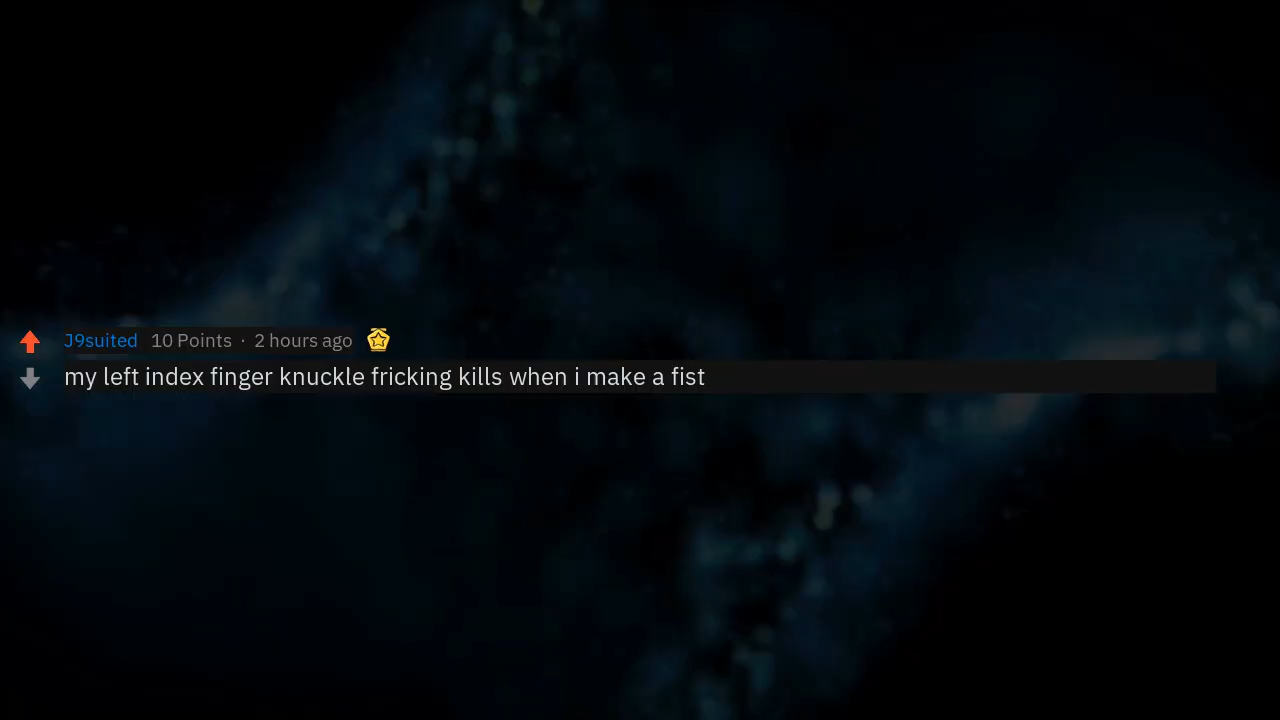 J9suited 10 Points · 2 hours ago
my left index finger knuckle fricking kills when i make a fist